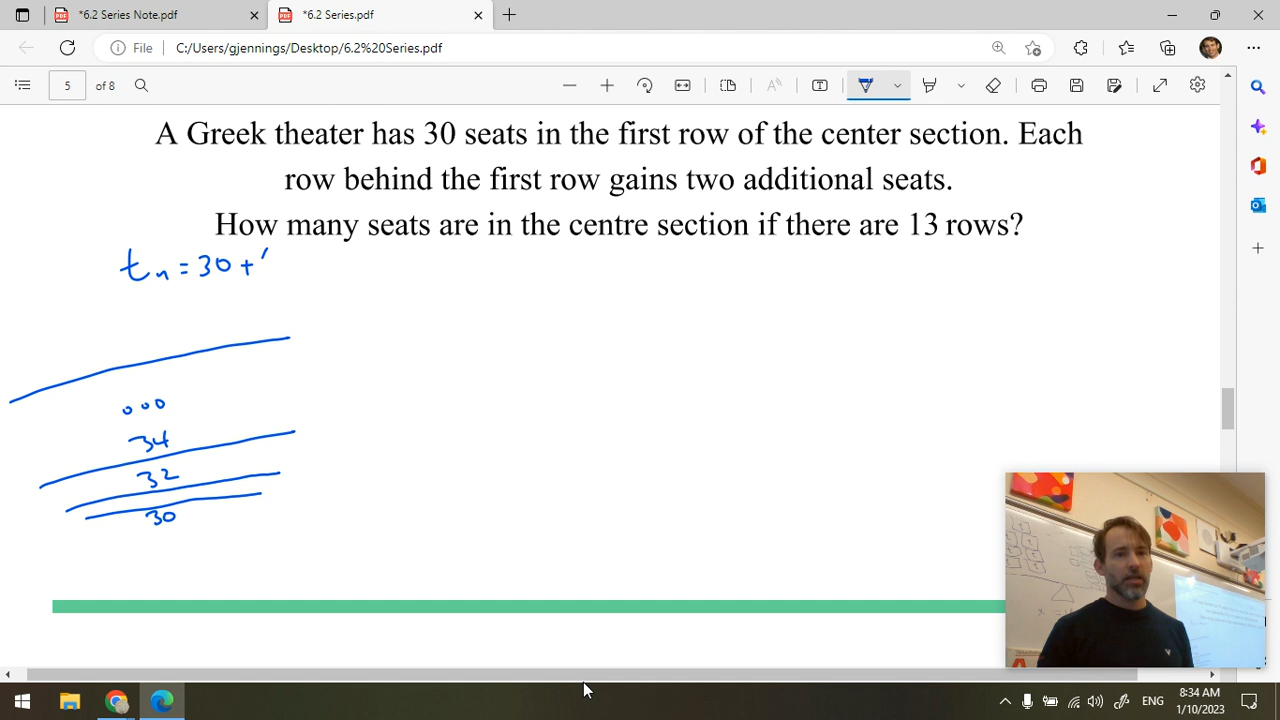 *6.2 Series Note.pdf
*6.2 Series.pdf
File C:/Users/gjennings/Desktop/6.2%20Series.pdf
5 of 8
A Greek theater has 30 seats in the first row of the center section. Each
row behind the first row gains two additional seats.
How many seats are in the centre section if there are 13 rows?
tn = 30 +
34
32
30
ENG
8:34 AM
1/10/2023